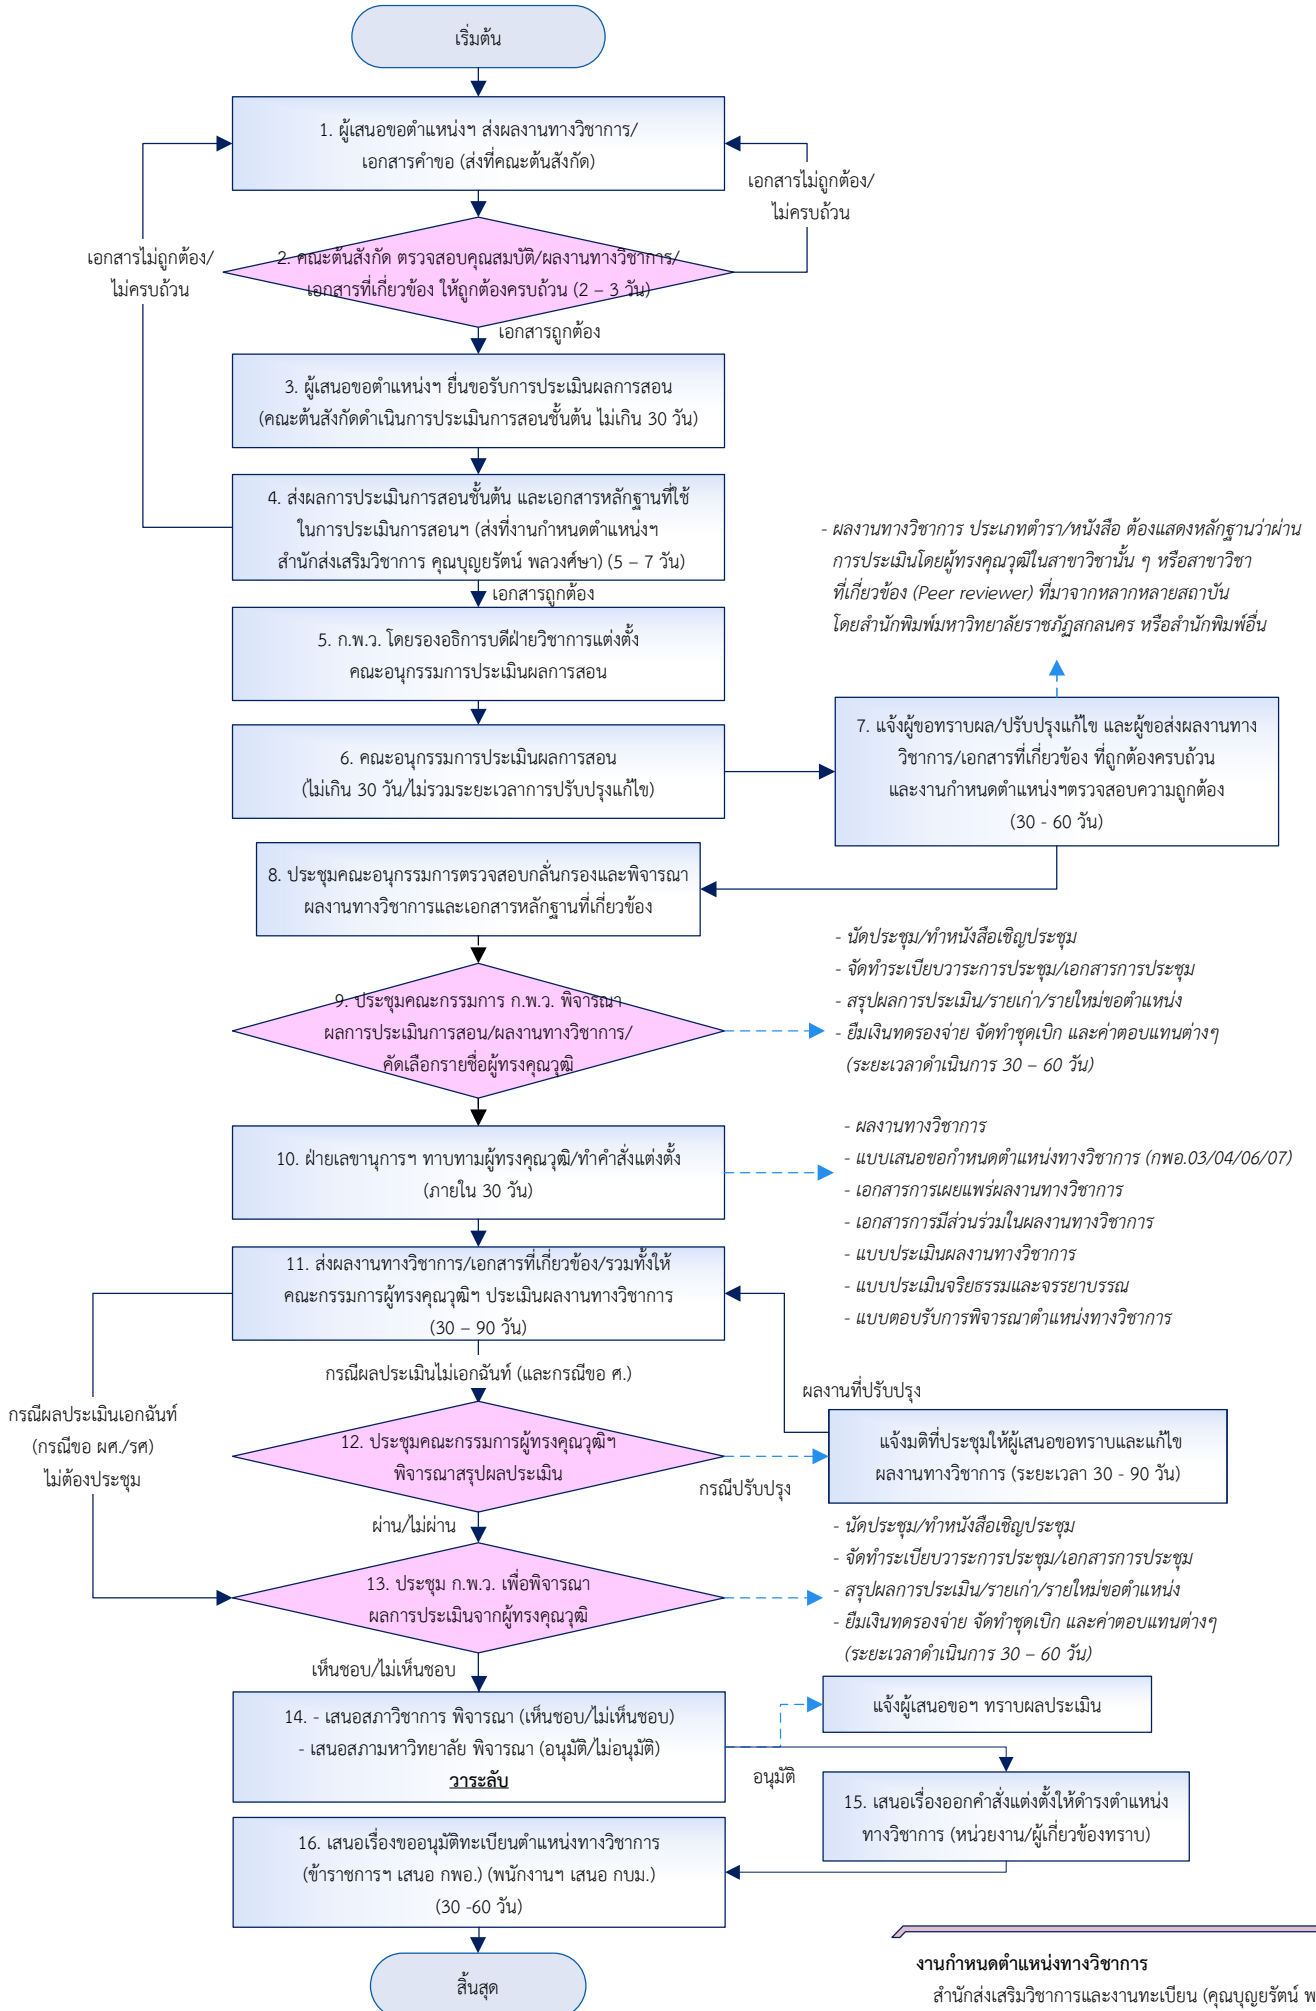 เริ่มต้น
1. ผู้เสนอขอตำแหน่งฯ ส่งผลงานทางวิชาการ/
เอกสารคำขอ (ส่งที่คณะต้นสังกัด)
เอกสารไม่ถูกต้อง/
ไม่ครบถ้วน
เอกสารไม่ถูกต้อง/
ไม่ครบถ้วน
2. คณะต้นสังกัด ตรวจสอบคุณสมบัติ/ผลงานทางวิชาการ/
เอกสารที่เกี่ยวข้อง ให้ถูกต้องครบถ้วน (2 – 3 วัน)
เอกสารถูกต้อง
3. ผู้เสนอขอตำแหน่งฯ ยื่นขอรับการประเมินผลการสอน
(คณะต้นสังกัดดำเนินการประเมินการสอนชั้นต้น ไม่เกิน 30 วัน)
4. ส่งผลการประเมินการสอนชั้นต้น และเอกสารหลักฐานที่ใช้
ในการประเมินการสอนฯ (ส่งที่งานกำหนดตำแหน่งฯ
สำนักส่งเสริมวิชาการ คุณบุญยรัตน์ พลวงศ์ษา) (5 – 7 วัน)
เอกสารถูกต้อง
- ผลงานทางวิชาการ ประเภทตำรา/หนังสือ ต้องแสดงหลักฐานว่าผ่าน
การประเมินโดยผู้ทรงคุณวุฒิในสาขาวิชานั้น ๆ หรือสาขาวิชา
ที่เกี่ยวข้อง (Peer reviewer) ที่มาจากหลากหลายสถาบัน
โดยสำนักพิมพ์มหาวิทยาลัยราชภัฏสกลนคร หรือสำนักพิมพ์อื่น
5. ก.พ.ว. โดยรองอธิการบดีฝ่ายวิชาการแต่งตั้ง
คณะอนุกรรมการประเมินผลการสอน
6. คณะอนุกรรมการประเมินผลการสอน
(ไม่เกิน 30 วัน/ไม่รวมระยะเวลาการปรับปรุงแก้ไข)
7. แจ้งผู้ขอทราบผล/ปรับปรุงแก้ไข และผู้ขอส่งผลงานทาง
วิชาการ/เอกสารที่เกี่ยวข้อง ที่ถูกต้องครบถ้วน
และงานกำหนดตำแหน่งฯตรวจสอบความถูกต้อง
(30 - 60 วัน)
8. ประชุมคณะอนุกรรมการตรวจสอบกลั่นกรองและพิจารณา
ผลงานทางวิชาการและเอกสารหลักฐานที่เกี่ยวข้อง
9. ประชุมคณะกรรมการ ก.พ.ว. พิจารณา
ผลการประเมินการสอน/ผลงานทางวิชาการ/
คัดเลือกรายชื่อผู้ทรงคุณวุฒิ
- นัดประชุม/ทำหนังสือเชิญประชุม
- จัดทำระเบียบวาระการประชุม/เอกสารการประชุม
- สรุปผลการประเมิน/รายเก่า/รายใหม่ขอตำแหน่ง
- ยืมเงินทดรองจ่าย จัดทำชุดเบิก และค่าตอบแทนต่างๆ
(ระยะเวลาดำเนินการ 30 – 60 วัน)
10. ฝ่ายเลขานุการฯ ทาบทามผู้ทรงคุณวุฒิ/ทำคำสั่งแต่งตั้ง
(ภายใน 30 วัน)
- ผลงานทางวิชาการ
- แบบเสนอขอกำหนดตำแหน่งทางวิชาการ (กพอ.03/04/06/07)
- เอกสารการเผยแพร่ผลงานทางวิชาการ
- เอกสารการมีส่วนร่วมในผลงานทางวิชาการ
- แบบประเมินผลงานทางวิชาการ
- แบบประเมินจริยธรรมและจรรยาบรรณ
- แบบตอบรับการพิจารณาตำแหน่งทางวิชาการ
11. ส่งผลงานทางวิชาการ/เอกสารที่เกี่ยวข้อง/รวมทั้งให้
คณะกรรมการผู้ทรงคุณวุฒิฯ ประเมินผลงานทางวิชาการ
(30 – 90 วัน)
กรณีผลประเมินไม่เอกฉันท์ (และกรณีขอ ศ.)
กรณีผลประเมินเอกฉันท์
(กรณีขอ ผศ./รศ)
ไม่ต้องประชุม
12. ประชุมคณะกรรมการผู้ทรงคุณวุฒิฯ
พิจารณาสรุปผลประเมิน
ผลงานที่ปรับปรุง
กรณีปรับปรุง
แจ้งมติที่ประชุมให้ผู้เสนอขอทราบและแก้ไข
ผลงานทางวิชาการ (ระยะเวลา 30 - 90 วัน)
ผ่าน/ไม่ผ่าน
13. ประชุม ก.พ.ว. เพื่อพิจารณา
ผลการประเมินจากผู้ทรงคุณวุฒิ
- นัดประชุม/ทำหนังสือเชิญประชุม
- จัดทำระเบียบวาระการประชุม/เอกสารการประชุม
- สรุปผลการประเมิน/รายเก่า/รายใหม่ขอตำแหน่ง
- ยืมเงินทดรองจ่าย จัดทำชุดเบิก และค่าตอบแทนต่างๆ
(ระยะเวลาดำเนินการ 30 – 60 วัน)
เห็นชอบ/ไม่เห็นชอบ
14. - เสนอสภาวิชาการ พิจารณา (เห็นชอบ/ไม่เห็นชอบ)
- เสนอสภามหาวิทยาลัย พิจารณา (อนุมัติ/ไม่อนุมัติ)
วาระลับ
แจ้งผู้เสนอขอฯ ทราบผลประเมิน
อนุมัติ
15. เสนอเรื่องออกคำสั่งแต่งตั้งให้ดำรงตำแหน่ง
ทางวิชาการ (หน่วยงาน/ผู้เกี่ยวข้องทราบ)
16. เสนอเรื่องขออนุมัติทะเบียนตำแหน่งทางวิชาการ
(ข้าราชการฯ เสนอ กพอ.) (พนักงานฯ เสนอ กบม.)
(30 -60 วัน)
สิ้นสุด
งานกำหนดตำแหน่งทางวิชาการ
สำนักส่งเสริมวิชาการและงานทะเบียน (คุณบุญยรัตน์ พ